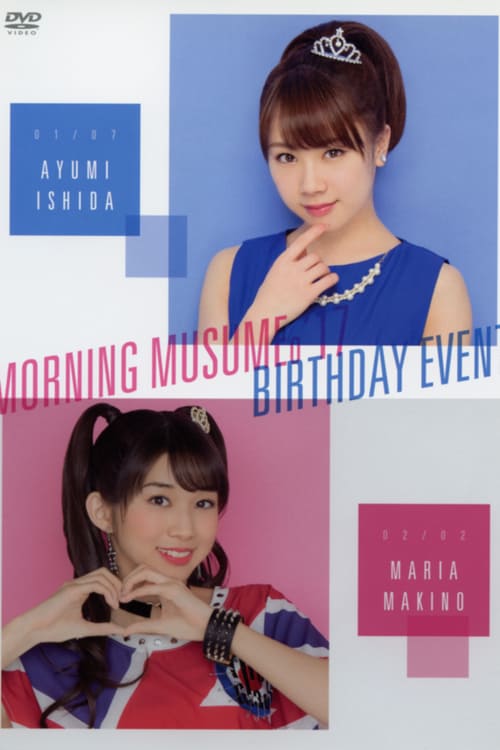 DVD
VIDEO
01/07
AYUMI
ISHIDA
MORNING MUSUME。'17
BIRTHDAY EVENT
02/02
MARIA
MAKINO